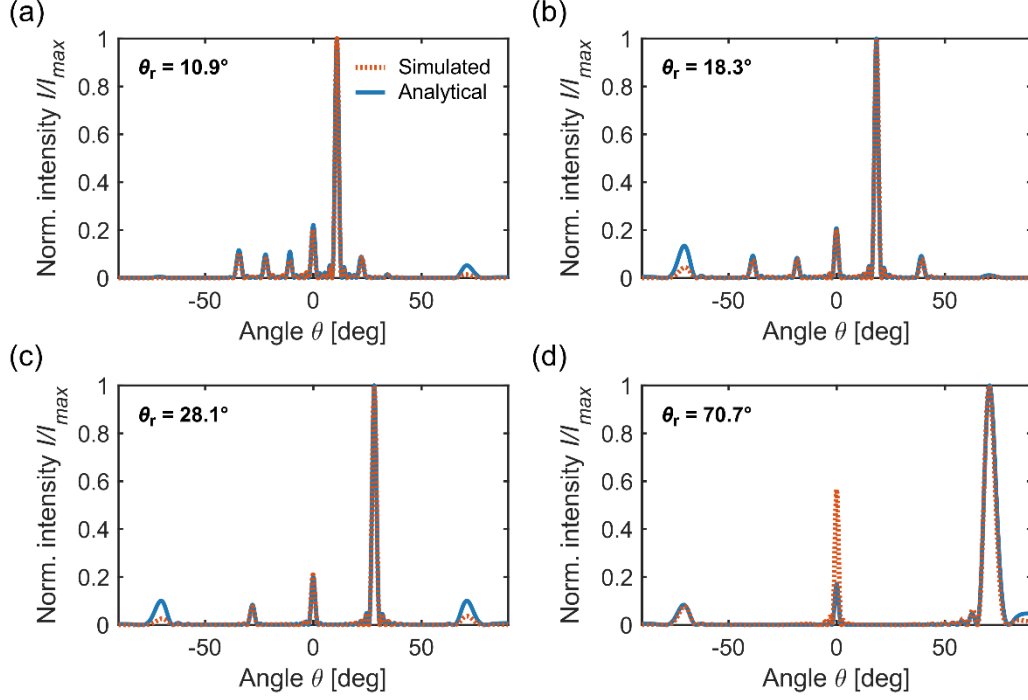 (a)
Norm. intensity I/I_max
1
0.8
0.6
0.4
0.2
0
θr = 10.9°
Simulated
Analytical
-50 0 50
Angle θ [deg]
(b)
Norm. intensity I/I_max
1
0.8
0.6
0.4
0.2
0
θr = 18.3°
-50 0 50
Angle θ [deg]
(c)
Norm. intensity I/I_max
1
0.8
0.6
0.4
0.2
0
θr = 28.1°
-50 0 50
Angle θ [deg]
(d)
Norm. intensity I/I_max
1
0.8
0.6
0.4
0.2
0
θr = 70.7°
-50 0 50
Angle θ [deg]